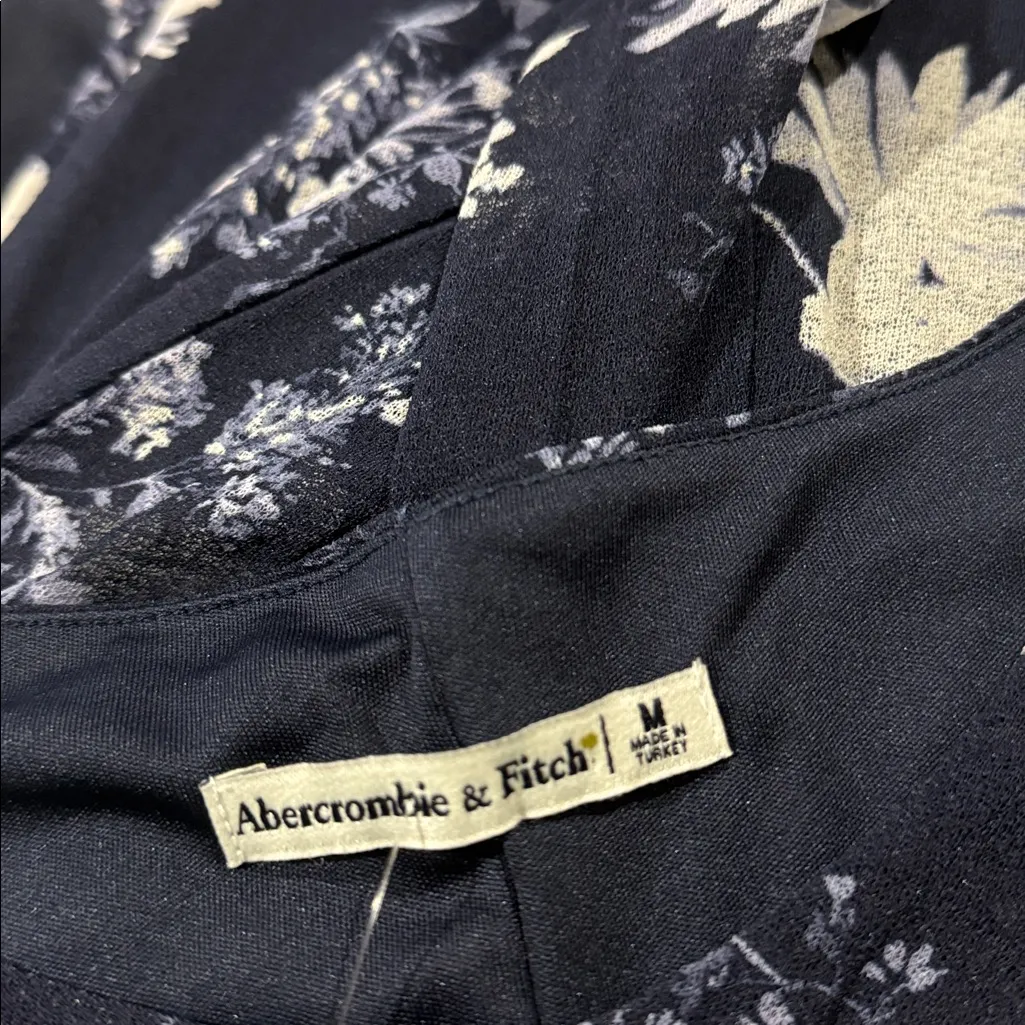 Abercrombie & Fitch
M
MADE IN
TURKEY